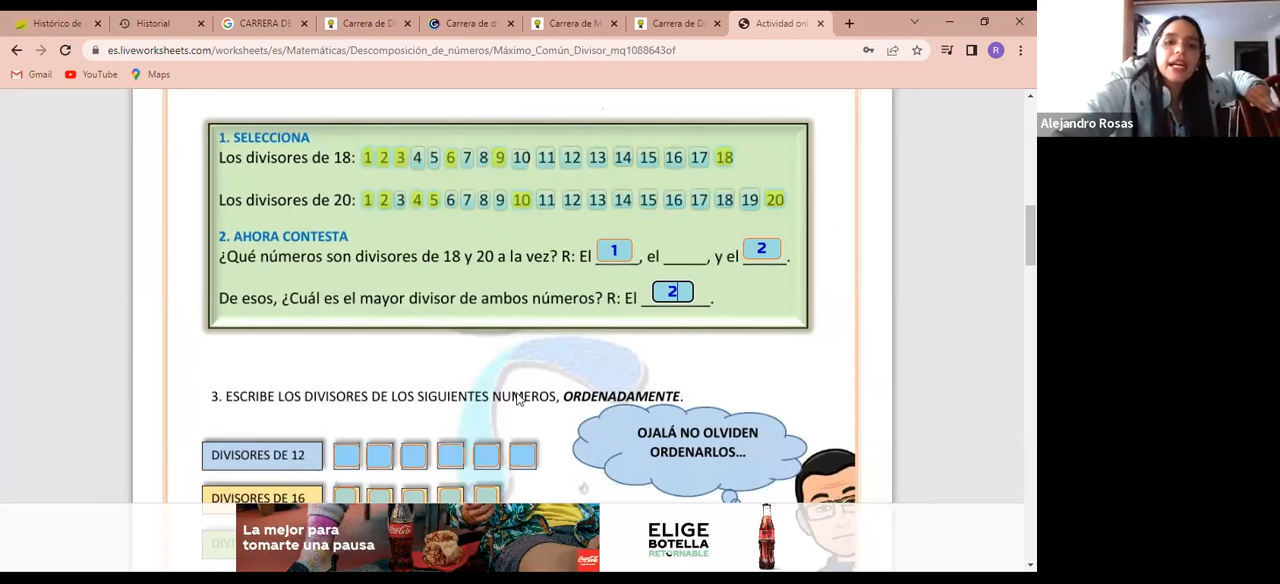 Histórico de C
Historial
CARRERA DE
Carrera de D
Carrera de d
Carrera de M
Carrera de D
Actividad onl
es.liveworksheets.com/worksheets/es/Matemáticas/Descomposición_de_números/Máximo_Común_Divisor_mq1088643of
R
Gmail YouTube Maps
Alejandro Rosas
1. SELECCIONA
Los divisores de 18: 1 2 3 4 5 6 7 8 9 10 11 12 13 14 15 16 17 18
Los divisores de 20: 1 2 3 4 5 6 7 8 9 10 11 12 13 14 15 16 17 18 19 20
2. AHORA CONTESTA
¿Qué números son divisores de 18 y 20 a la vez? R: El 1, el _____, y el 2.
De esos, ¿Cuál es el mayor divisor de ambos números? R: El 2.
3. ESCRIBE LOS DIVISORES DE LOS SIGUIENTES NUMEROS, ORDENADAMENTE.
OJALÁ NO OLVIDEN
ORDENARLOS...
DIVISORES DE 12
DIVISORES DE 16
La mejor para
tomarte una pausa
Coca-Cola
ELIGE
BOTELLA
RETORNABLE